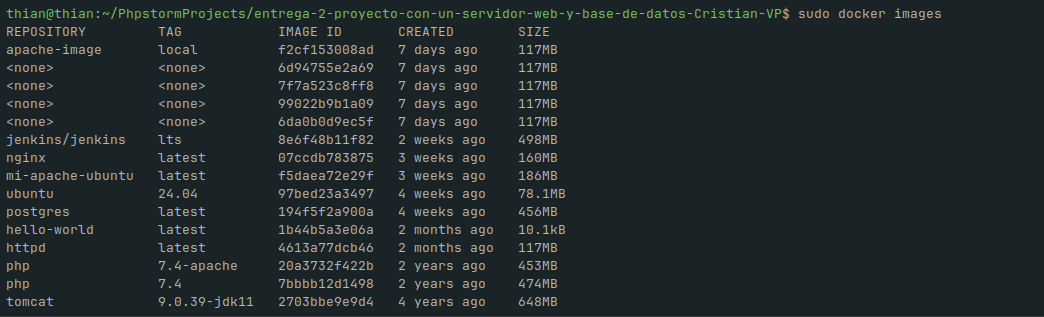 thian@thian:~/PhpstormProjects/entrega-2-proyecto-con-un-servidor-web-y-base-de-datos-Cristian-VP$ sudo docker images
REPOSITORY TAG IMAGE ID CREATED SIZE
apache-image local f2cf153008ad 7 days ago 117MB
<none> <none> 6d94755e2a69 7 days ago 117MB
<none> <none> 7f7a523c8ff8 7 days ago 117MB
<none> <none> 99022b9b1a09 7 days ago 117MB
<none> <none> 6da0b0d9ec5f 7 days ago 117MB
jenkins/jenkins lts 8e6f48b11f82 2 weeks ago 498MB
nginx latest 07ccdb783875 3 weeks ago 160MB
mi-apache-ubuntu latest f5daea72e29f 3 weeks ago 186MB
ubuntu 24.04 97bed23a3497 4 weeks ago 78.1MB
postgres latest 194f5f2a900a 4 weeks ago 456MB
hello-world latest 1b44b5a3e06a 2 months ago 10.1kB
httpd latest 4613a77dcb46 2 months ago 117MB
php 7.4-apache 20a3732f422b 2 years ago 453MB
php 7.4 7bbbb12d1498 2 years ago 474MB
tomcat 9.0.39-jdk11 2703bbe9e9d4 4 years ago 648MB